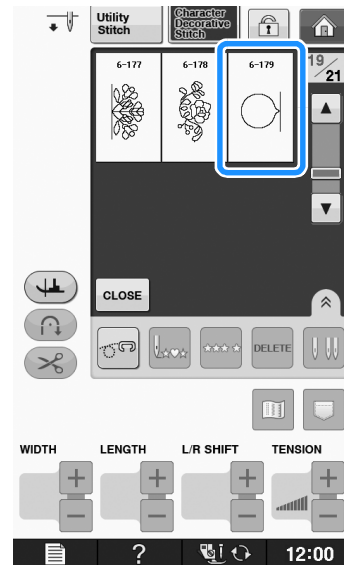 Utility
Stitch
Character
Decorative
Stitch
6-177
6-178
6-179
19
21
CLOSE
DELETE
WIDTH
LENGTH
L/R SHIFT
TENSION
+
+
+
+
−
−
−
−
?
12:00